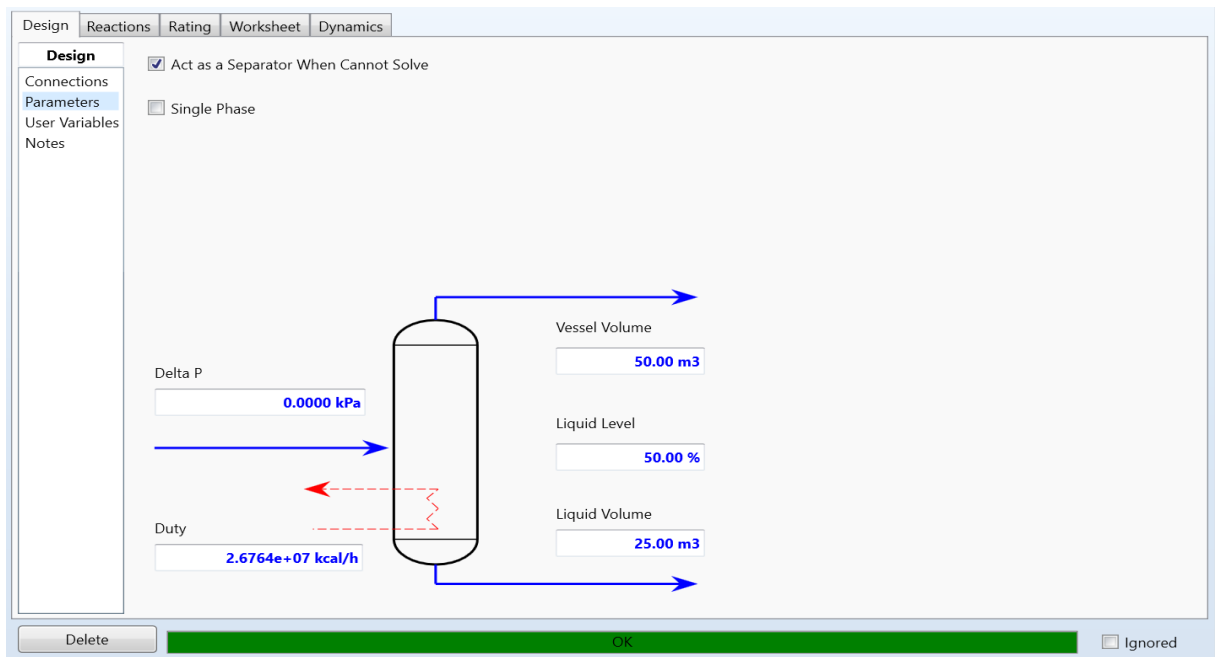 Design Reactions Rating Worksheet Dynamics
Design
Connections
Parameters
User Variables
Notes
Act as a Separator When Cannot Solve
Single Phase
Delta P
0.0000 kPa
Duty
2.6764e+07 kcal/h
Vessel Volume
50.00 m3
Liquid Level
50.00 %
Liquid Volume
25.00 m3
Delete
OK
Ignored